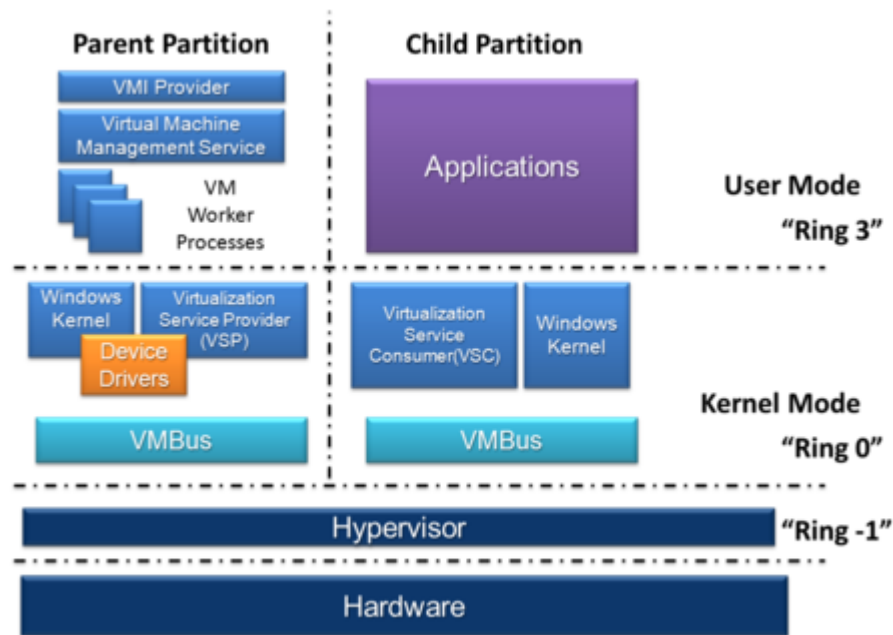 Parent Partition
Child Partition
VMI Provider
Virtual Machine
Management Service
VM
Worker
Processes
Applications
User Mode
“Ring 3”
Windows
Kernel
Virtualization
Service Provider
(VSP)
Device
Drivers
Virtualization
Service
Consumer(VSC)
Windows
Kernel
Kernel Mode
“Ring 0”
VMBus
VMBus
Hypervisor
“Ring -1”
Hardware